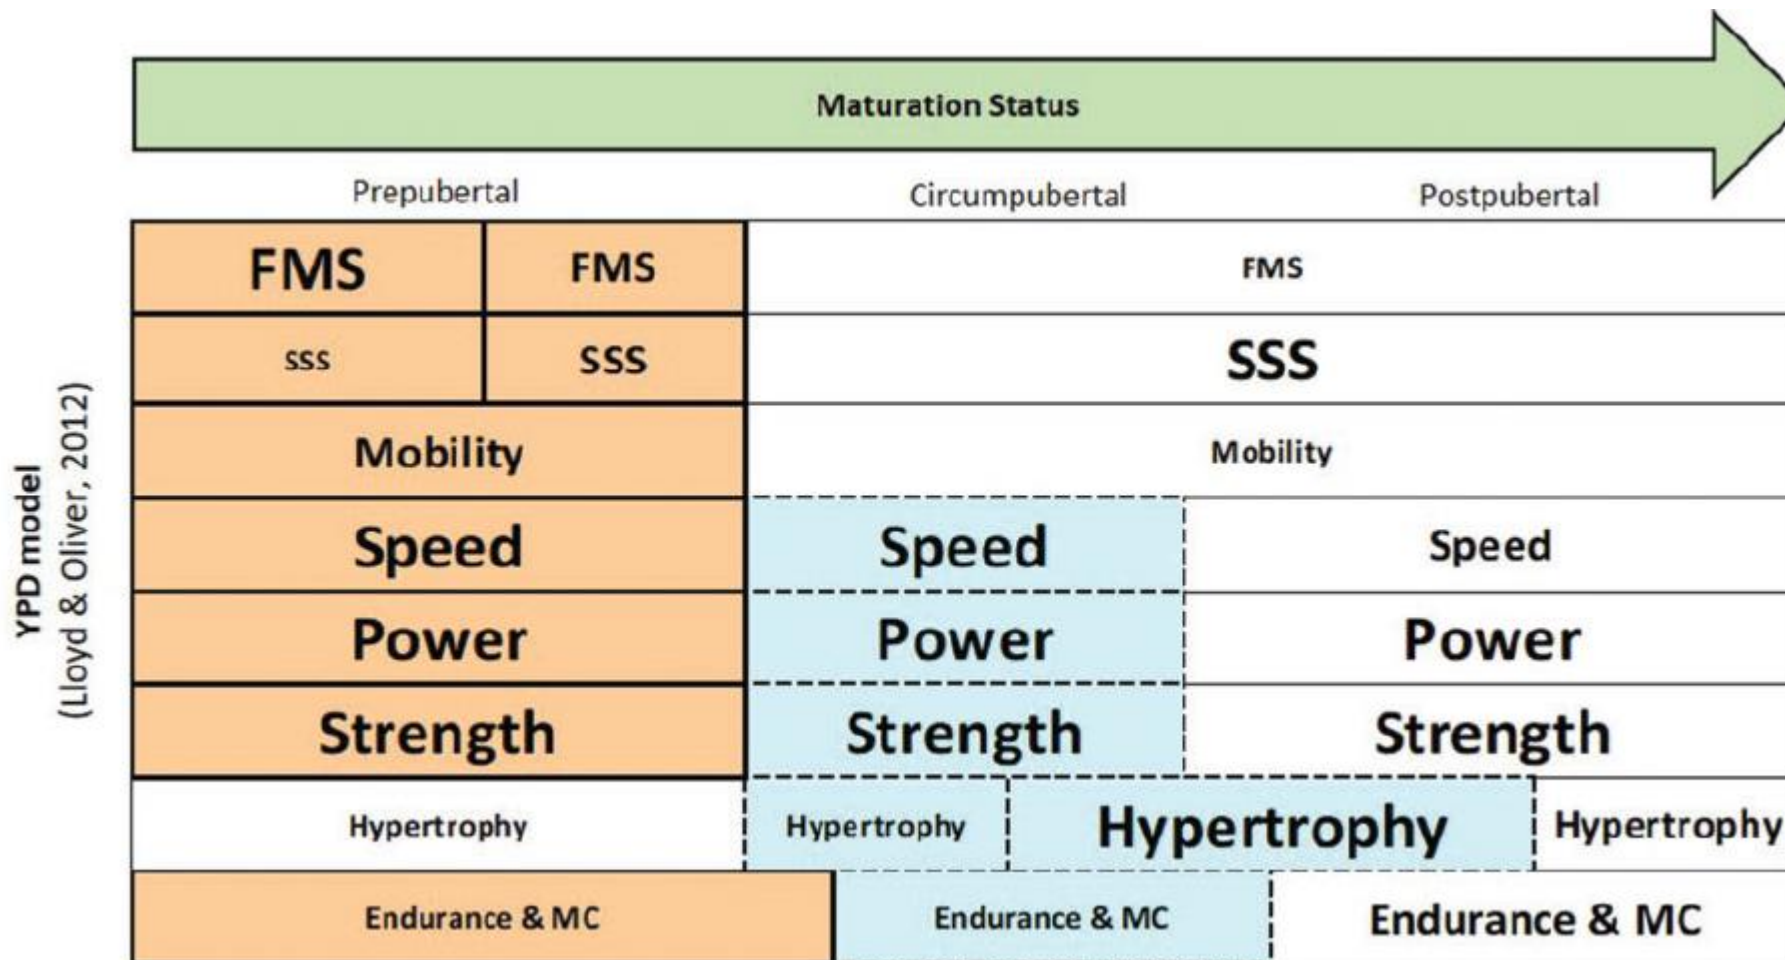 Maturation Status
Prepubertal Circumpubertal Postpubertal
YPD model
(Lloyd & Oliver, 2012)
FMS FMS FMS
SSS SSS SSS
Mobility Mobility
Speed Speed Speed
Power Power Power
Strength Strength Strength
Hypertrophy Hypertrophy Hypertrophy Hypertrophy
Endurance & MC Endurance & MC Endurance & MC